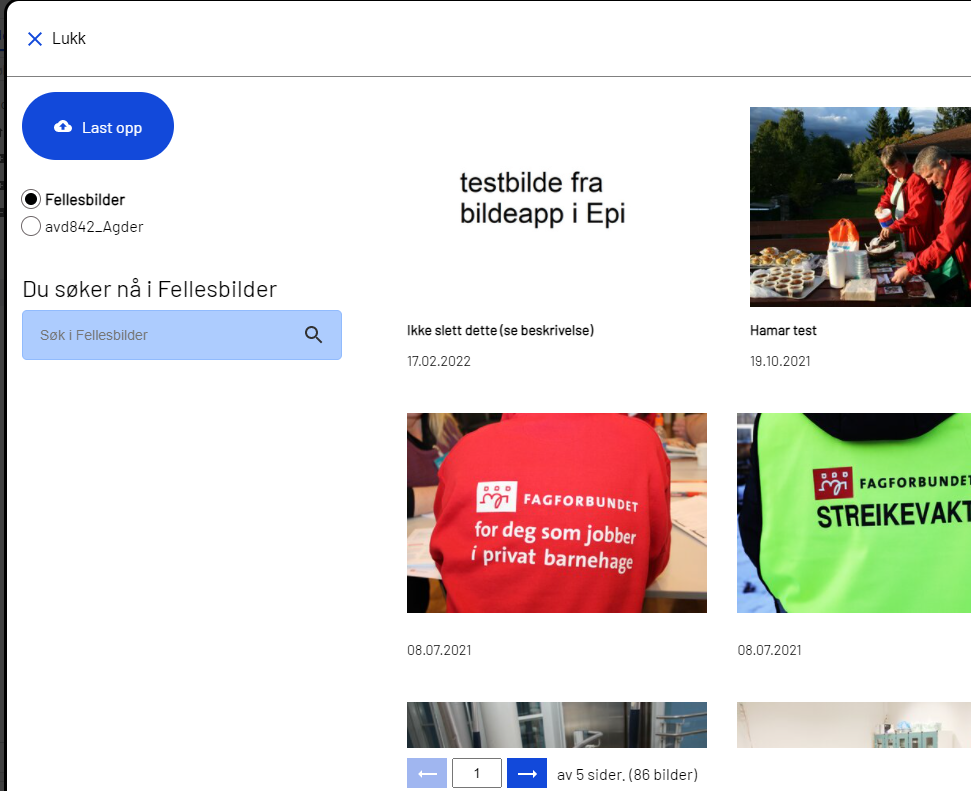 Lukk
Last opp
Fellesbilder
avd842_Agder
Du søker nå i Fellesbilder
Søk i Fellesbilder
testbilde fra
bildeapp i Epi
Ikke slett dette (se beskrivelse)
17.02.2022
Hamar test
19.10.2021
FAGFORBUNDET
for deg som jobber
i privat barnehage
08.07.2021
FAGFORBUNDET
STREIKEVAKT
08.07.2021
1
av 5 sider. (86 bilder)